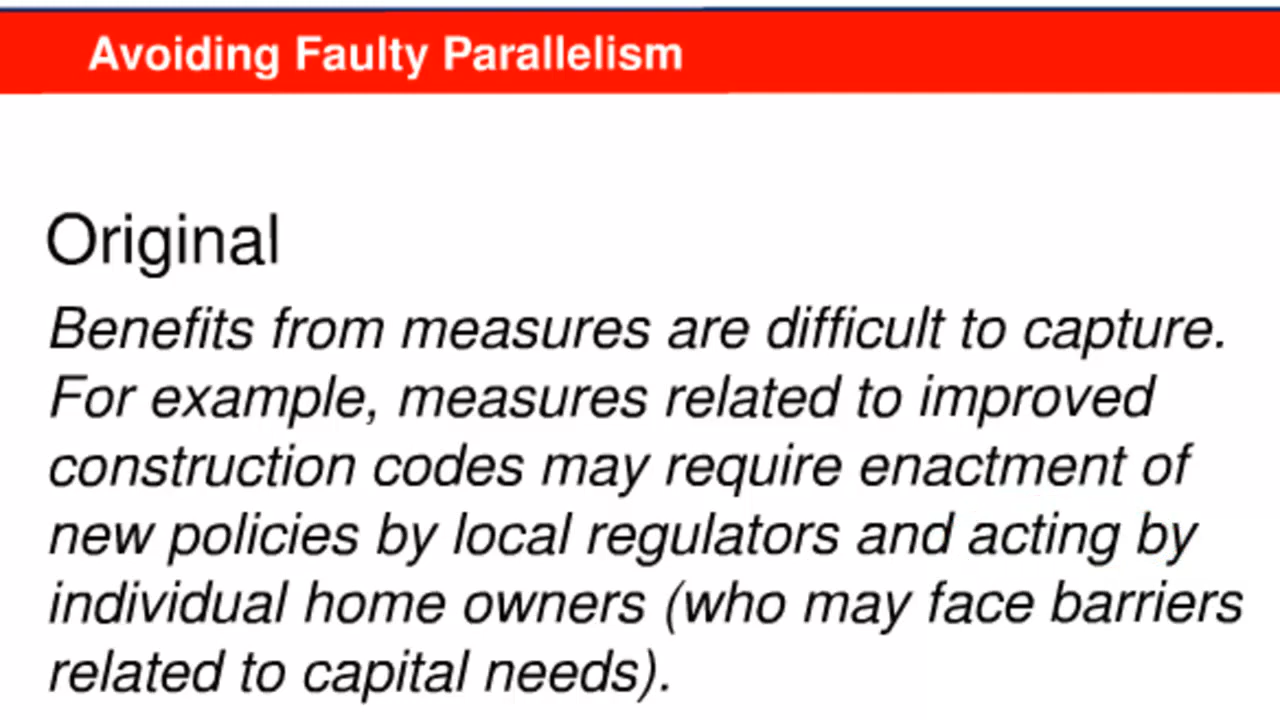 Avoiding Faulty Parallelism
Original
Benefits from measures are difficult to capture.
For example, measures related to improved
construction codes may require enactment of
new policies by local regulators and acting by
individual home owners (who may face barriers
related to capital needs).